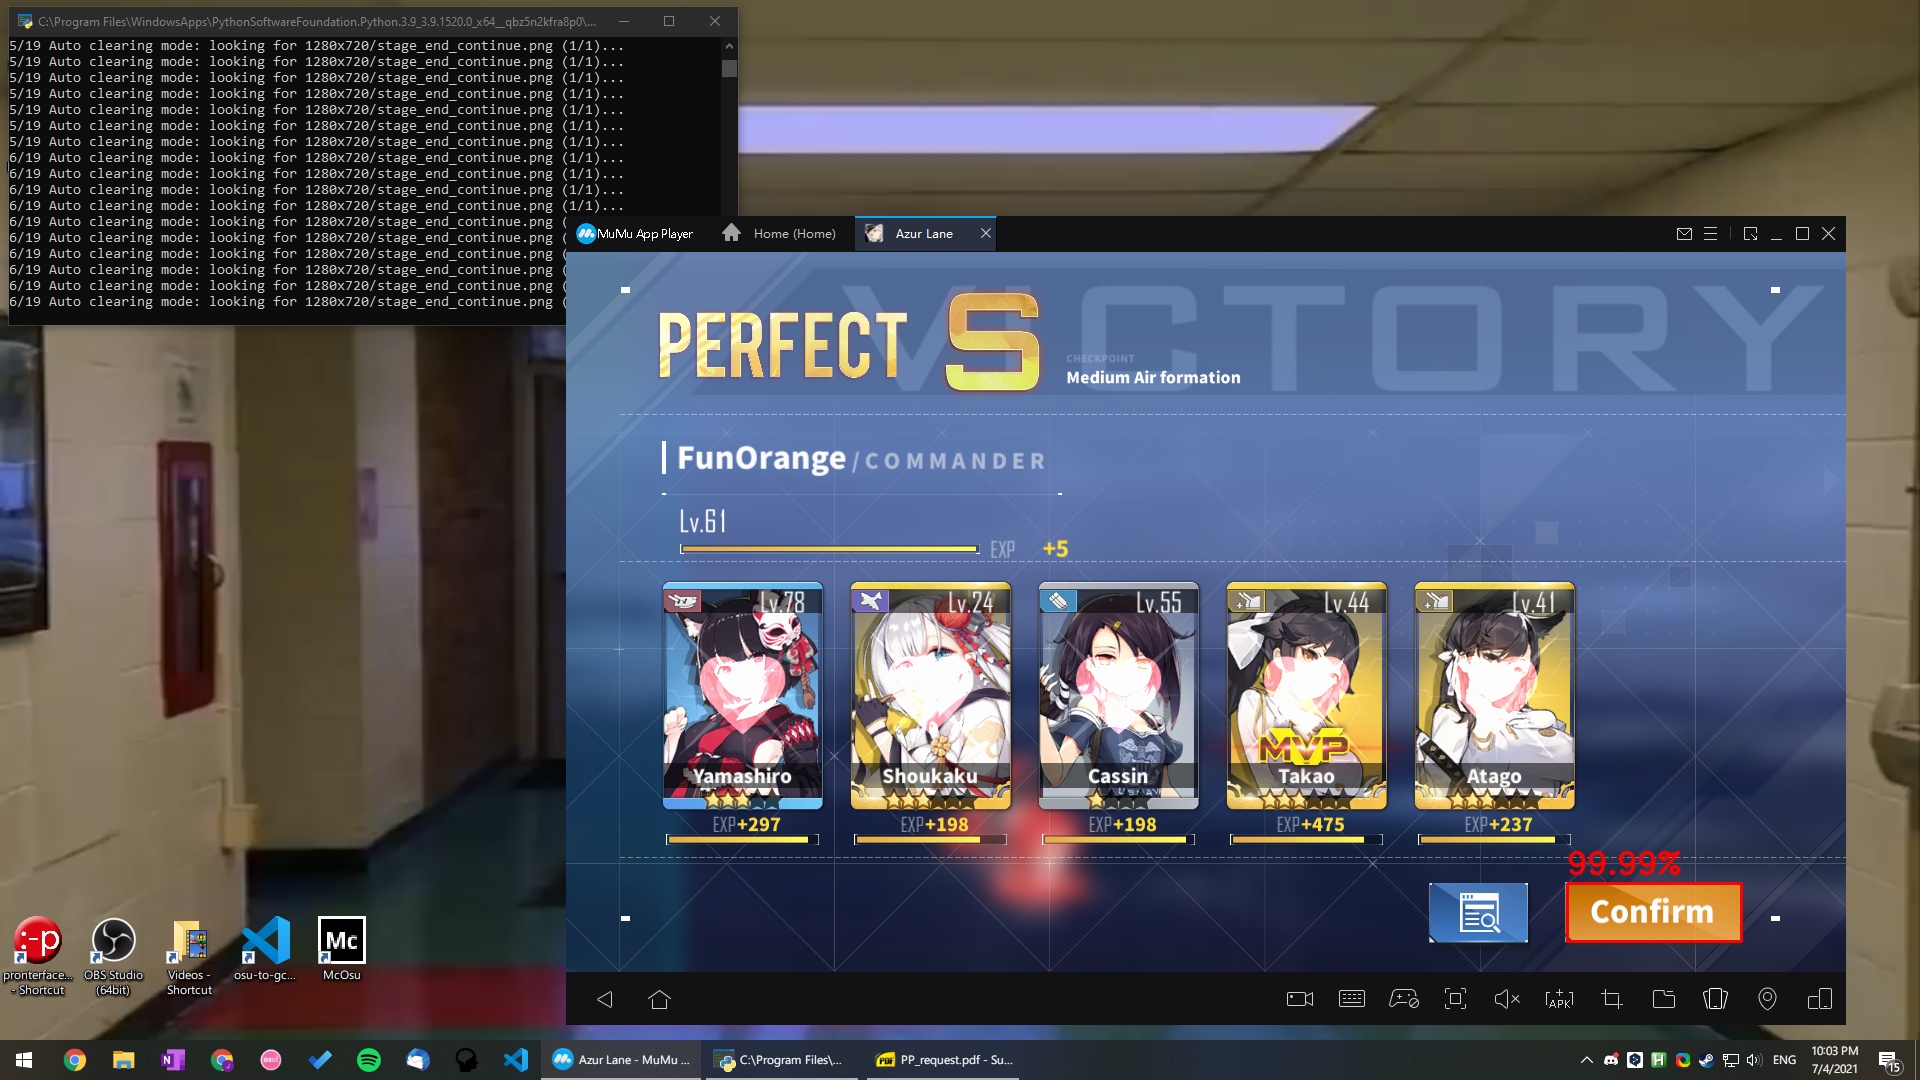 C:\Program Files\WindowsApps\PythonSoftwareFoundation.Python.3.9_3.9.1520.0_x64__qbz5n2kfra8p0\...
5/19 Auto clearing mode: looking for 1280x720/stage_end_continue.png (1/1)...
5/19 Auto clearing mode: looking for 1280x720/stage_end_continue.png (1/1)...
5/19 Auto clearing mode: looking for 1280x720/stage_end_continue.png (1/1)...
5/19 Auto clearing mode: looking for 1280x720/stage_end_continue.png (1/1)...
5/19 Auto clearing mode: looking for 1280x720/stage_end_continue.png (1/1)...
5/19 Auto clearing mode: looking for 1280x720/stage_end_continue.png (1/1)...
5/19 Auto clearing mode: looking for 1280x720/stage_end_continue.png (1/1)...
6/19 Auto clearing mode: looking for 1280x720/stage_end_continue.png (1/1)...
6/19 Auto clearing mode: looking for 1280x720/stage_end_continue.png (1/1)...
6/19 Auto clearing mode: looking for 1280x720/stage_end_continue.png (1/1)...
6/19 Auto clearing mode: looking for 1280x720/stage_end_continue.png (1/1)...
6/19 Auto clearing mode: looking for 1280x720/stage_end_continue.png (
6/19 Auto clearing mode: looking for 1280x720/stage_end_continue.png (
6/19 Auto clearing mode: looking for 1280x720/stage_end_continue.png (
6/19 Auto clearing mode: looking for 1280x720/stage_end_continue.png (
6/19 Auto clearing mode: looking for 1280x720/stage_end_continue.png (
6/19 Auto clearing mode: looking for 1280x720/stage_end_continue.png (
MuMu App Player Home (Home) Azur Lane
VICTORY
PERFECT S
CHECKPOINT
Medium Air formation
FunOrange / COMMANDER
Lv.61
EXP +5
Lv.78 Lv.24 Lv.55 Lv.44 Lv.41
MVP
Yamashiro Shoukaku Cassin Takao Atago
EXP+297 EXP+198 EXP+198 EXP+475 EXP+237
99.99%
Confirm
:-p Mc
pronterface... - Shortcut
OBS Studio (64bit)
Videos - Shortcut
osu-to-gc...
McOsu
APK
Azur Lane - MuMu ... C:\Program Files\... PDF PP_request.pdf - Su... ENG
10:03 PM
7/4/2021
15